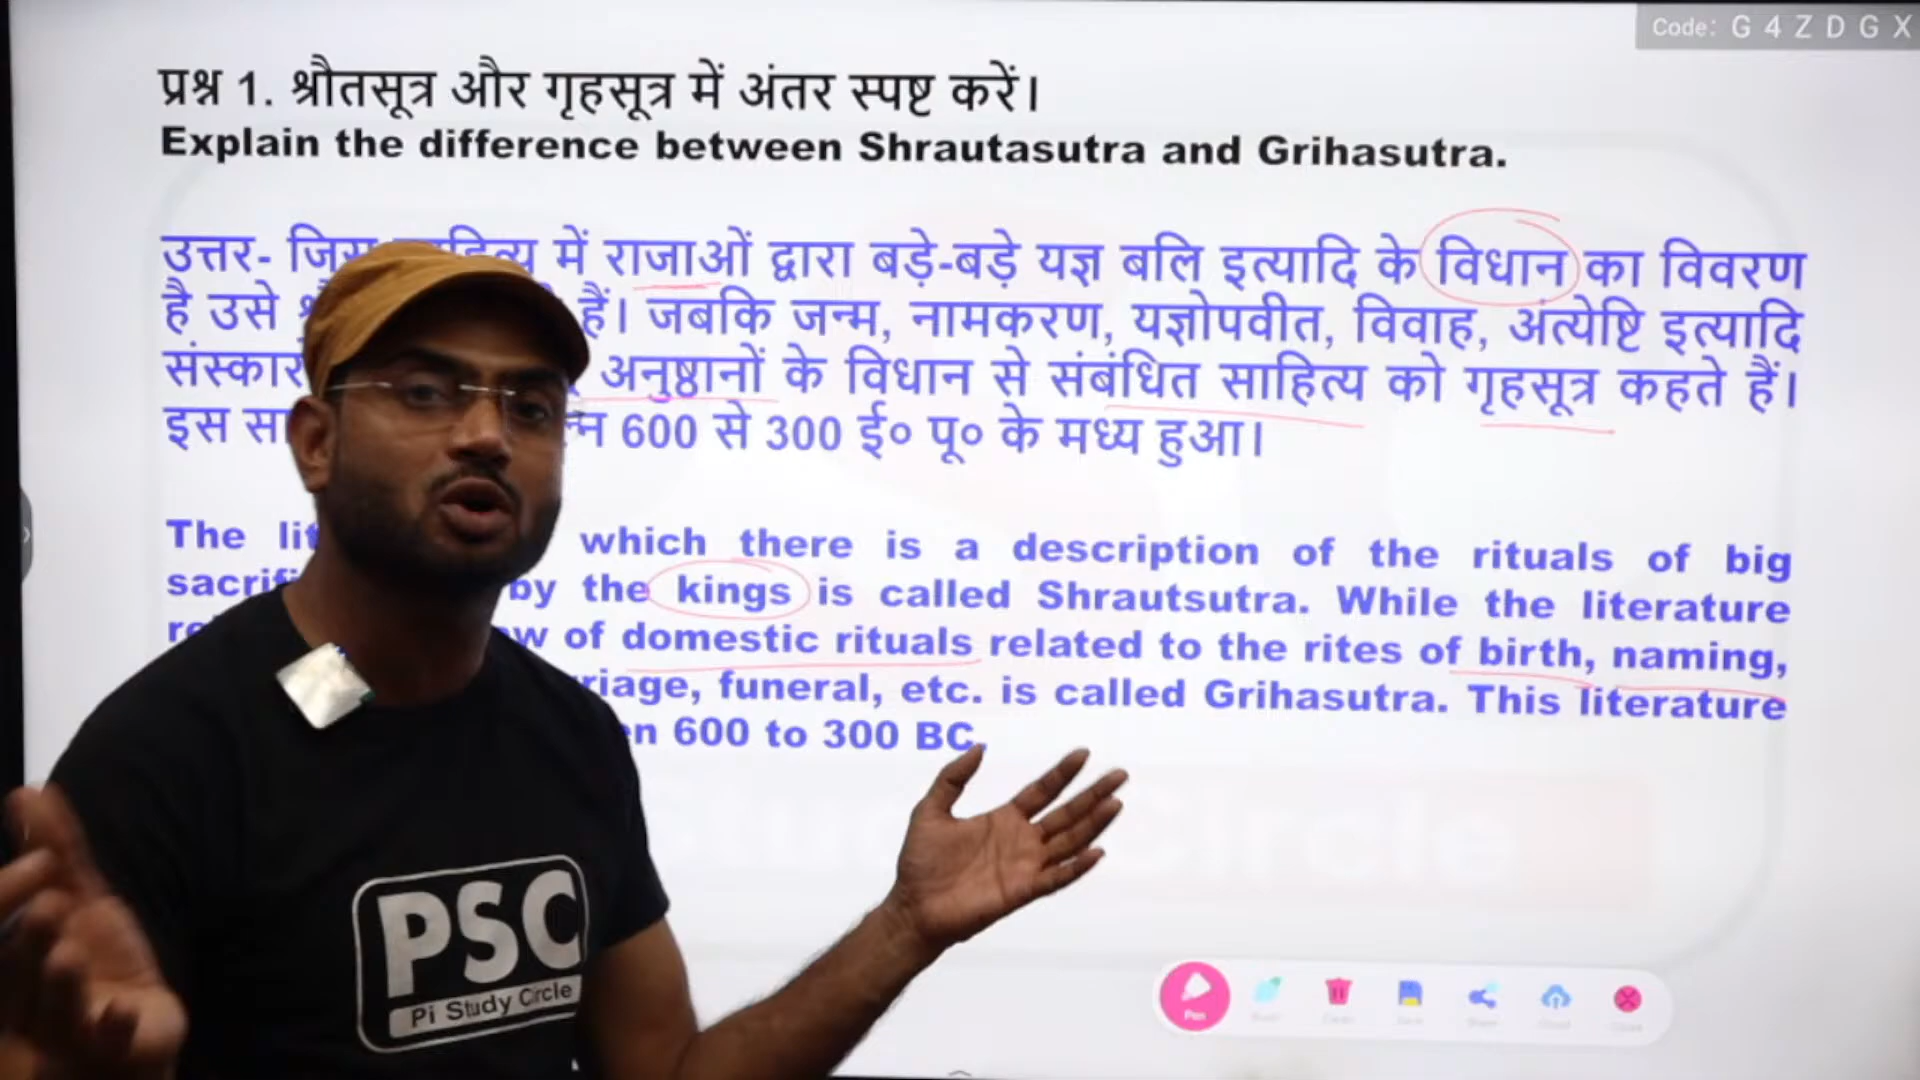 Code: G 4 Z D G X
प्रश्न 1. श्रौतसूत्र और गृहसूत्र में अंतर स्पष्ट करें।
Explain the difference between Shrautasutra and Grihasutra.
उत्तर- में राजाओं द्वारा बड़े-बड़े यज्ञ बलि इत्यादि के विधान का विवरण
है उसे हैं। जबकि जन्म, नामकरण, यज्ञोपवीत, विवाह, अंत्येष्टि इत्यादि
अनुष्ठानों के विधान से संबंधित साहित्य को गृहसूत्र कहते हैं।
इस 600 से 300 ई० पू० के मध्य हुआ।
The which there is a description of the rituals of big
by the kings is called Shrautsutra. While the literature
of domestic rituals related to the rites of birth, naming,
funeral, etc. is called Grihasutra. This literature
600 to 300 BC.
Circle
PSC
Pi Study Circle
Pen